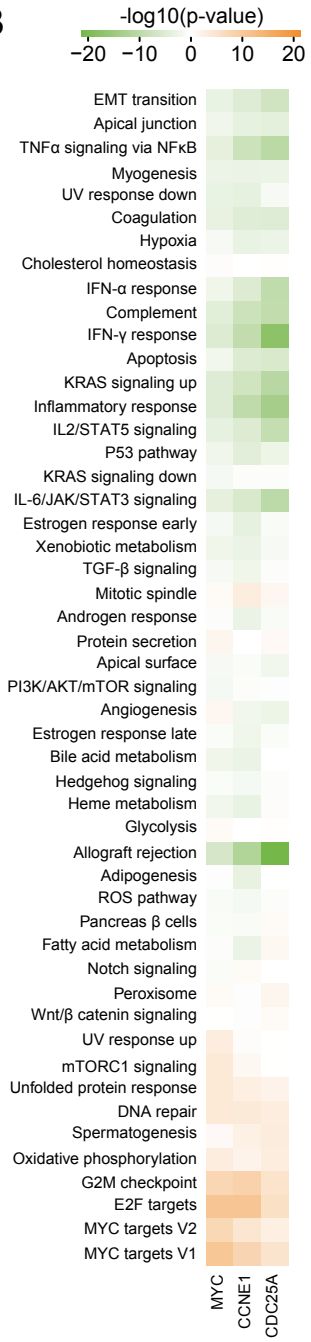 -log10(p-value)
−20 −10 0 10 20
EMT transition
Apical junction
TNFα signaling via NFκB
Myogenesis
UV response down
Coagulation
Hypoxia
Cholesterol homeostasis
IFN-α response
Complement
IFN-γ response
Apoptosis
KRAS signaling up
Inflammatory response
IL2/STAT5 signaling
P53 pathway
KRAS signaling down
IL-6/JAK/STAT3 signaling
Estrogen response early
Xenobiotic metabolism
TGF-β signaling
Mitotic spindle
Androgen response
Protein secretion
Apical surface
PI3K/AKT/mTOR signaling
Angiogenesis
Estrogen response late
Bile acid metabolism
Hedgehog signaling
Heme metabolism
Glycolysis
Allograft rejection
Adipogenesis
ROS pathway
Pancreas β cells
Fatty acid metabolism
Notch signaling
Peroxisome
Wnt/β catenin signaling
UV response up
mTORC1 signaling
Unfolded protein response
DNA repair
Spermatogenesis
Oxidative phosphorylation
G2M checkpoint
E2F targets
MYC targets V2
MYC targets V1
MYC
CCNE1
CDC25A